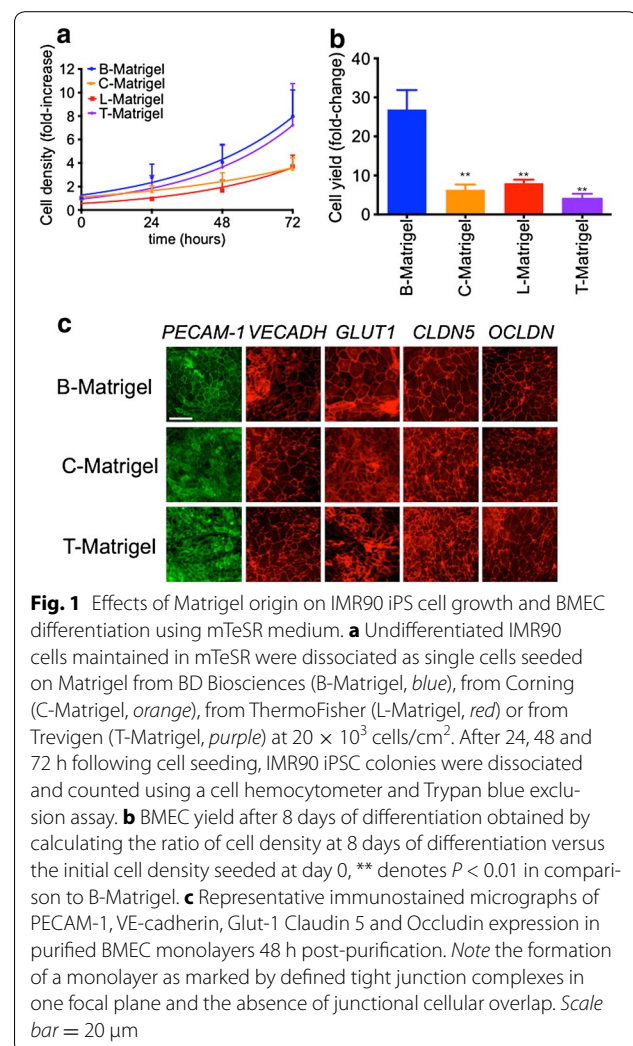 a
Cell density (fold-increase)
12
10
8
6
4
2
0
B-Matrigel
C-Matrigel
L-Matrigel
T-Matrigel
0
24
48
72
time (hours)
b
Cell yield (fold-change)
40
30
20
10
0
**
**
**
B-Matrigel
C-Matrigel
L-Matrigel
T-Matrigel
c
PECAM-1 VECADH GLUT1 CLDN5 OCLDN
B-Matrigel
C-Matrigel
T-Matrigel
Fig. 1 Effects of Matrigel origin on IMR90 iPS cell growth and BMEC
differentiation using mTeSR medium. a Undifferentiated IMR90
cells maintained in mTeSR were dissociated as single cells seeded
on Matrigel from BD Biosciences (B-Matrigel, blue), from Corning
(C-Matrigel, orange), from ThermoFisher (L-Matrigel, red) or from
Trevigen (T-Matrigel, purple) at 20 × 10³ cells/cm². After 24, 48 and
72 h following cell seeding, IMR90 iPSC colonies were dissociated
and counted using a cell hemocytometer and Trypan blue exclu-
sion assay. b BMEC yield after 8 days of differentiation obtained by
calculating the ratio of cell density at 8 days of differentiation versus
the initial cell density seeded at day 0, ** denotes P < 0.01 in compari-
son to B-Matrigel. c Representative immunostained micrographs of
PECAM-1, VE-cadherin, Glut-1 Claudin 5 and Occludin expression in
purified BMEC monolayers 48 h post-purification. Note the formation
of a monolayer as marked by defined tight junction complexes in
one focal plane and the absence of junctional cellular overlap. Scale
bar = 20 μm